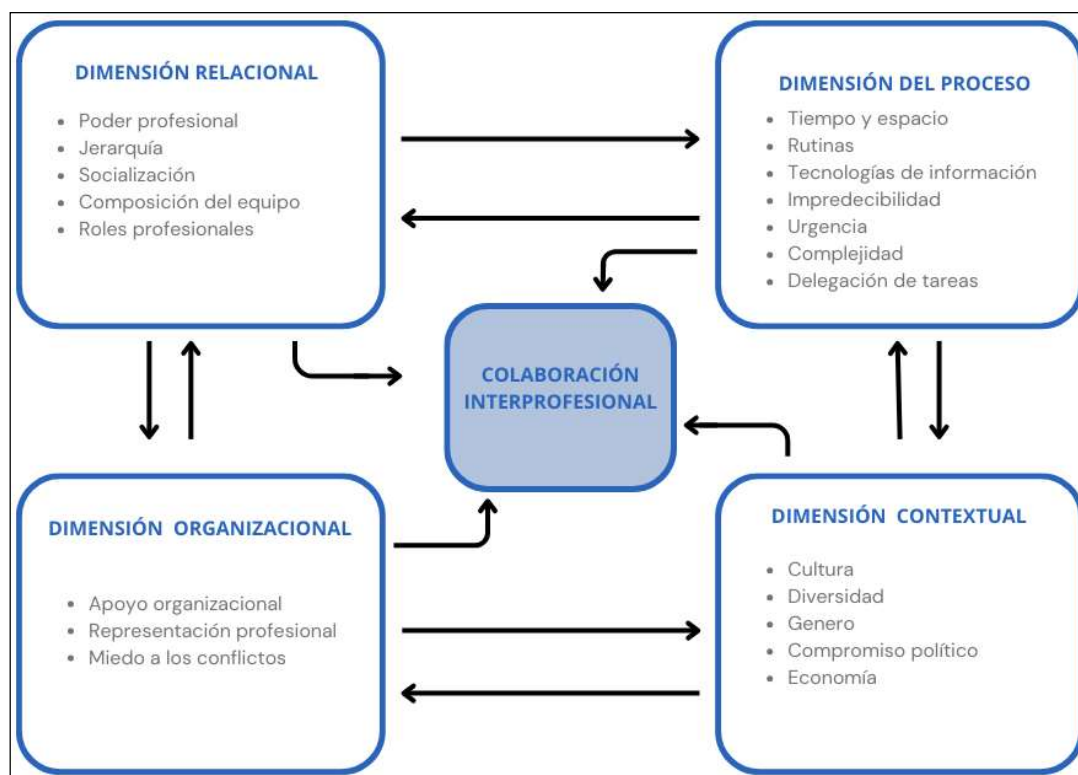 DIMENSIÓN RELACIONAL
• Poder profesional
• Jerarquía
• Socialización
• Composición del equipo
• Roles profesionales
DIMENSIÓN DEL PROCESO
• Tiempo y espacio
• Rutinas
• Tecnologías de información
• Impredecibilidad
• Urgencia
• Complejidad
• Delegación de tareas
COLABORACIÓN
INTERPROFESIONAL
DIMENSIÓN ORGANIZACIONAL
• Apoyo organizacional
• Representación profesional
• Miedo a los conflictos
DIMENSIÓN CONTEXTUAL
• Cultura
• Diversidad
• Genero
• Compromiso político
• Economía